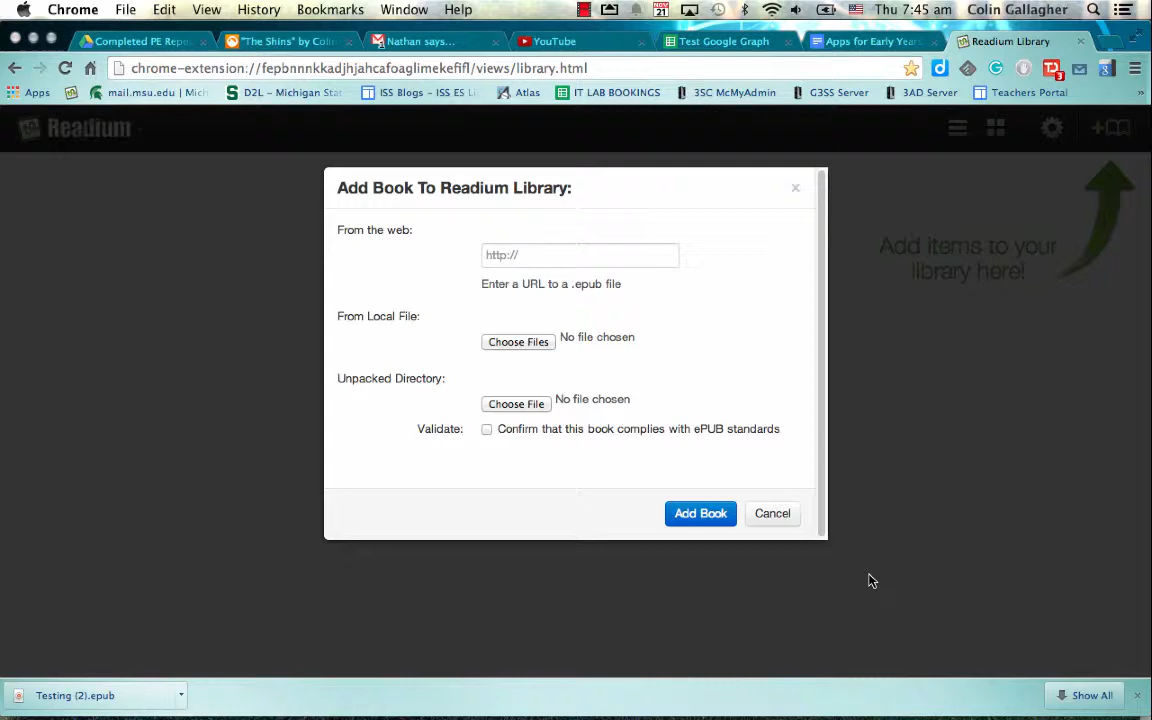 Chrome File Edit View History Bookmarks Window Help NOV 21 Thu 7:45 am Colin Gallagher
Completed PE Repo "The Shins" by Colin Nathan says... YouTube Test Google Graph Apps for Early Years Readium Library
chrome-extension://fepbnnnkkadjhjahcafoaglimekefifl/views/library.html
Apps mail.msu.edu | Mich D2L – Michigan Stat ISS Blogs – ISS ES Li Atlas IT LAB BOOKINGS 3SC McMyAdmin G3SS Server 3AD Server Teachers Portal »
Readium
Add items to your
library here!
Add Book To Readium Library: ×
From the web:
http://
Enter a URL to a .epub file
From Local File:
Choose Files No file chosen
Unpacked Directory:
Choose File No file chosen
Validate: Confirm that this book complies with ePUB standards
Add Book Cancel
Testing (2).epub Show All